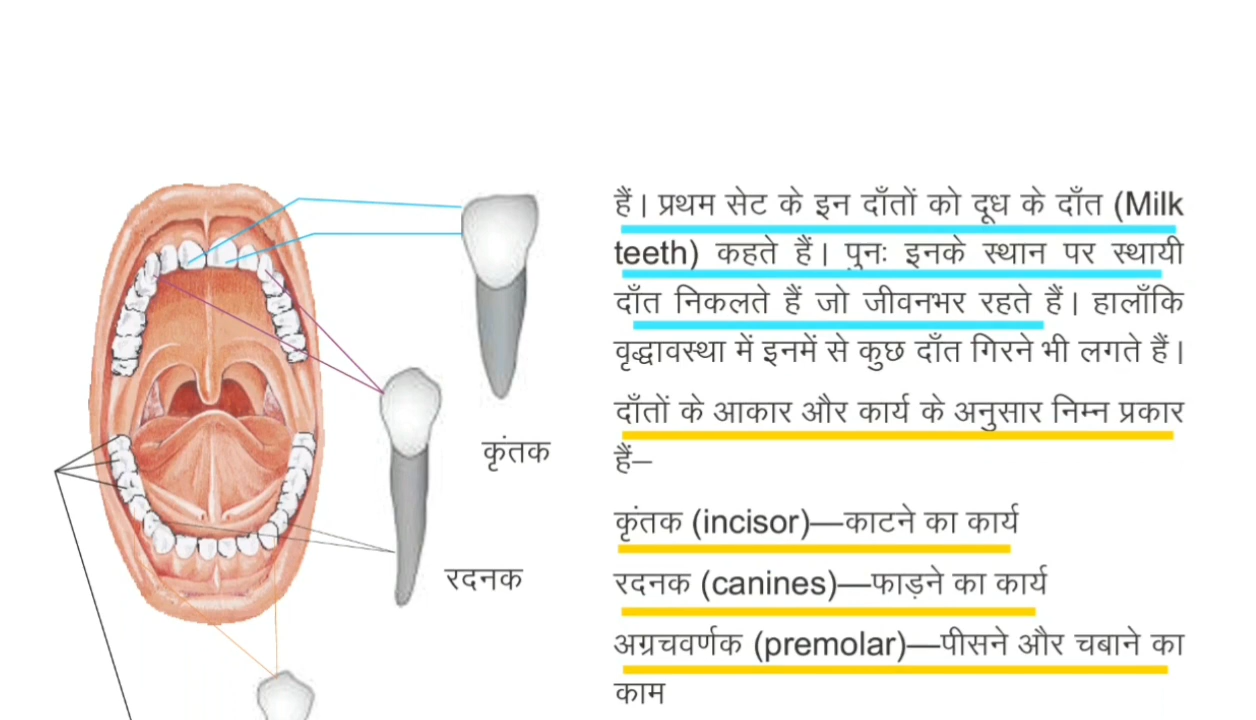 हैं। प्रथम सेट के इन दाँतों को दूध के दाँत (Milk
teeth) कहते हैं। पुनः इनके स्थान पर स्थायी
दाँत निकलते हैं जो जीवनभर रहते हैं। हालाँकि
वृद्धावस्था में इनमें से कुछ दाँत गिरने भी लगते हैं।
दाँतों के आकार और कार्य के अनुसार निम्न प्रकार
हैं–
कृंतक (incisor)—काटने का कार्य
रदनक (canines)—फाड़ने का कार्य
अग्रचवर्णक (premolar)—पीसने और चबाने का
काम
कृंतक
रदनक